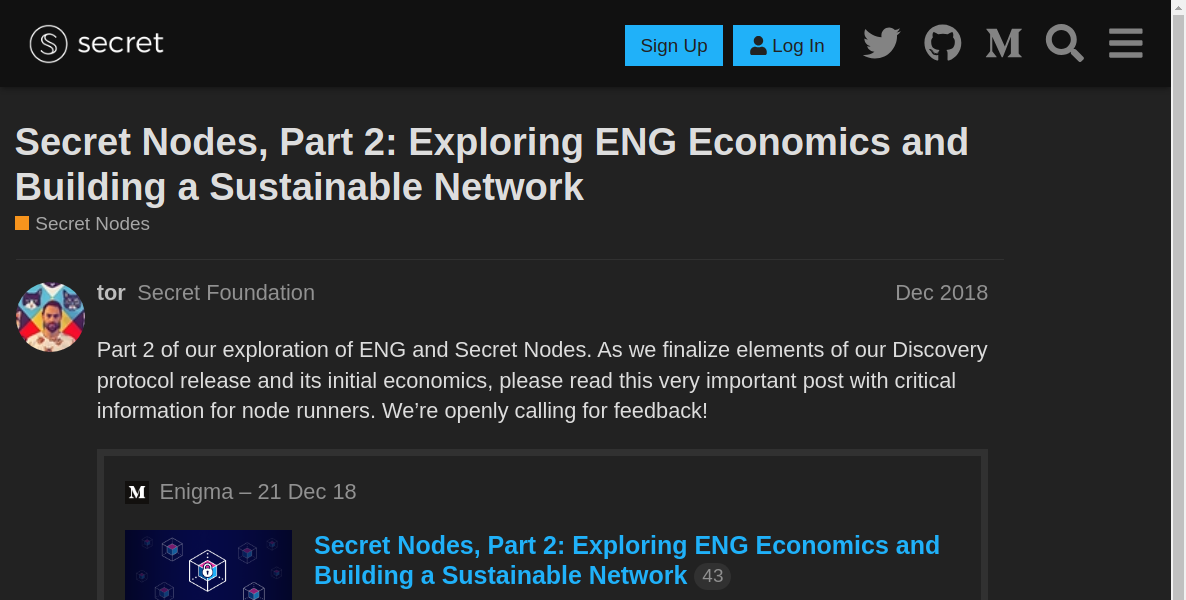 secret
Sign Up
Log In
Secret Nodes, Part 2: Exploring ENG Economics and
Building a Sustainable Network
Secret Nodes
tor Secret Foundation
Dec 2018
Part 2 of our exploration of ENG and Secret Nodes. As we finalize elements of our Discovery
protocol release and its initial economics, please read this very important post with critical
information for node runners. We’re openly calling for feedback!
M Enigma – 21 Dec 18
Secret Nodes, Part 2: Exploring ENG Economics and
Building a Sustainable Network 43